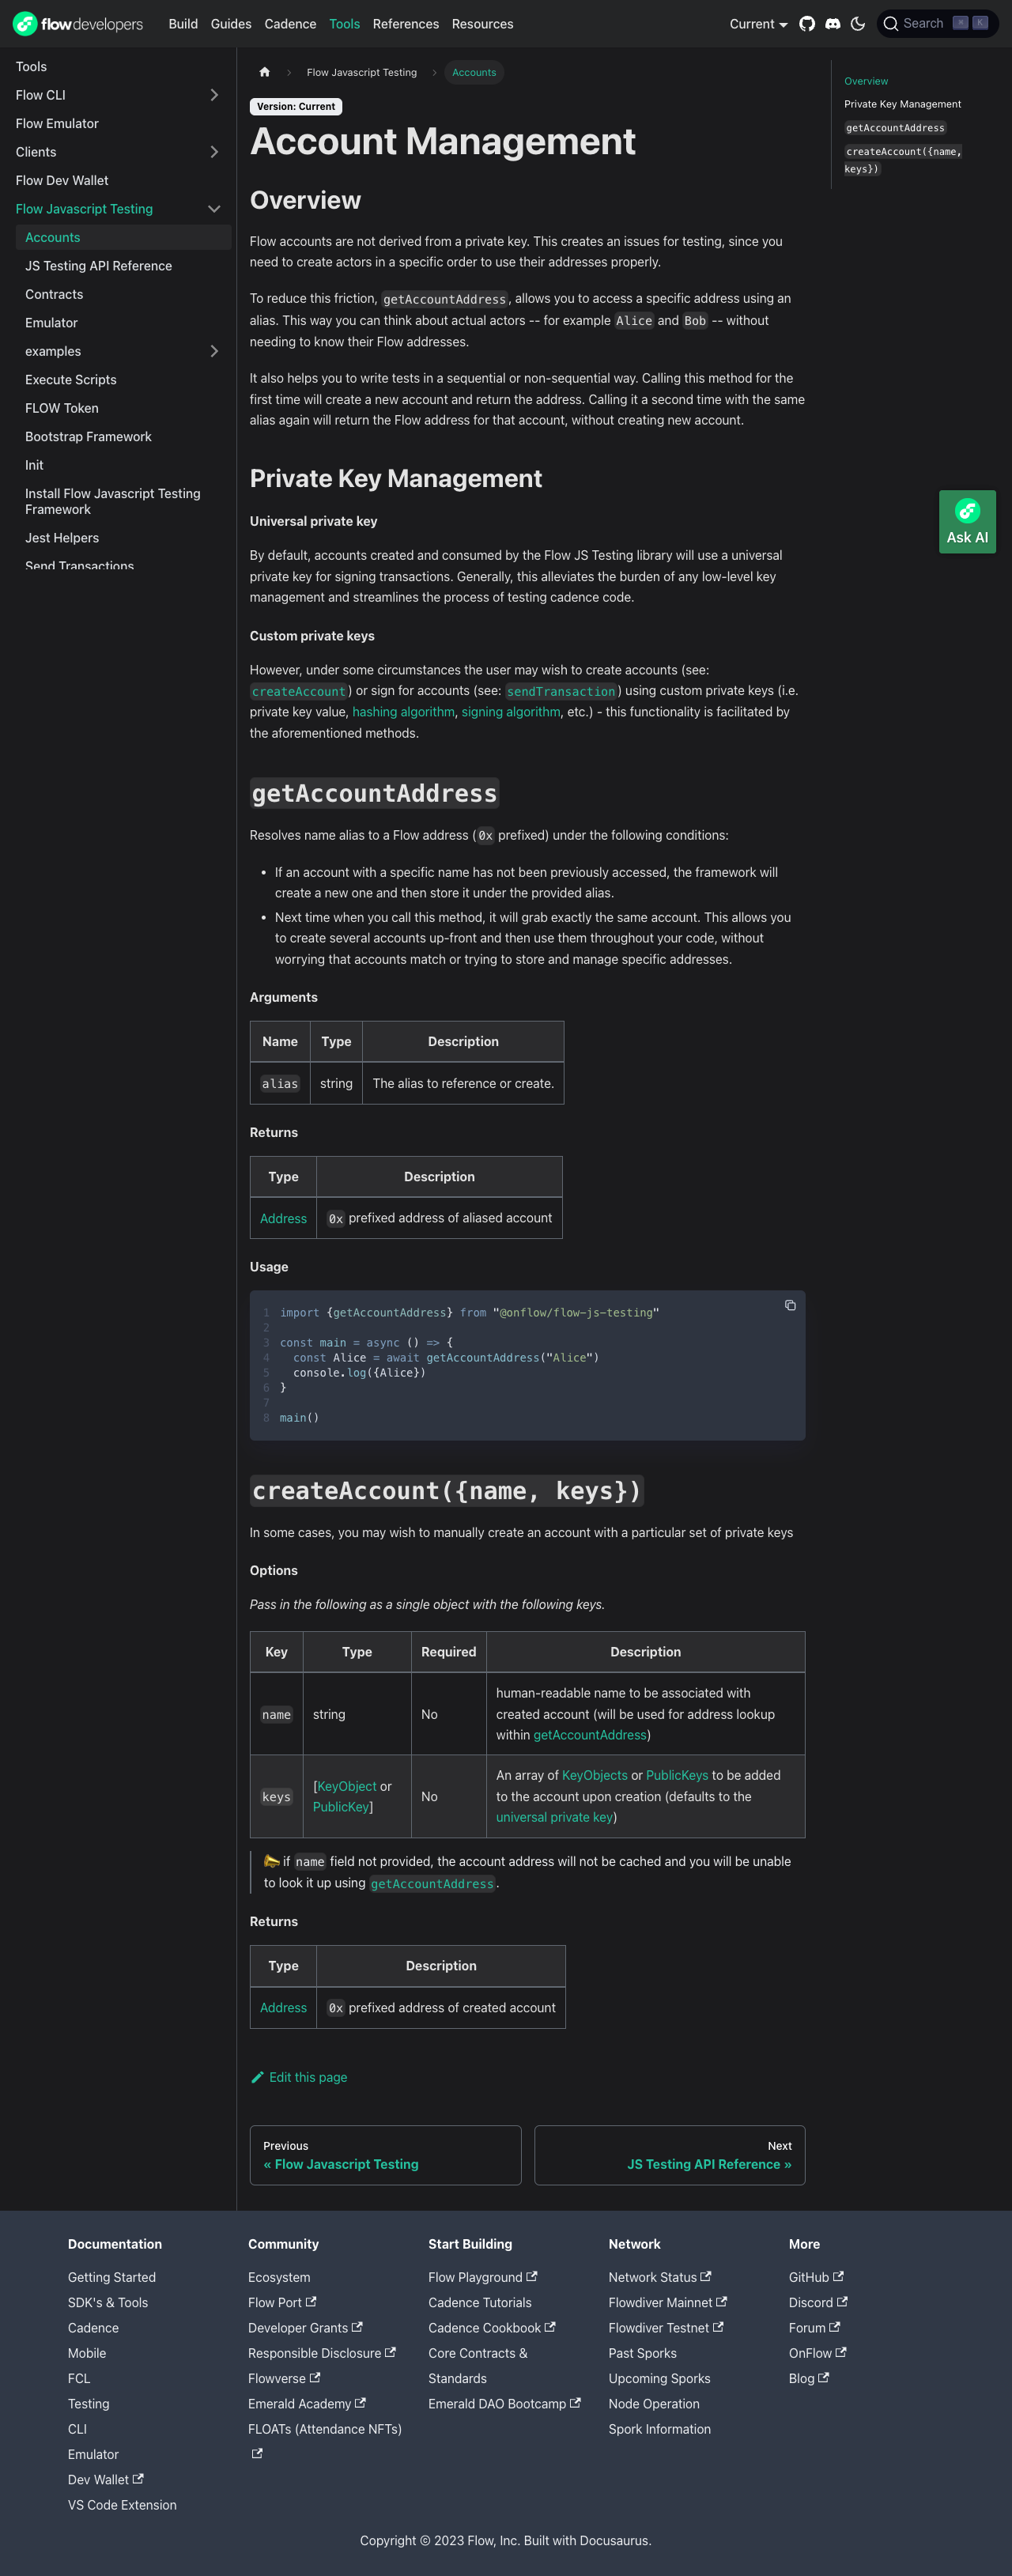 flowdevelopers
Build Guides Cadence Tools References Resources
Current
Search ⌘ K
Tools
Flow CLI
Flow Emulator
Clients
Flow Dev Wallet
Flow Javascript Testing
Accounts
JS Testing API Reference
Contracts
Emulator
examples
Execute Scripts
FLOW Token
Bootstrap Framework
Init
Install Flow Javascript Testing
Framework
Jest Helpers
Send Transactions
Flow Javascript Testing Accounts
Version: Current
Account Management
Overview
Flow accounts are not derived from a private key. This creates an issues for testing, since you
need to create actors in a specific order to use their addresses properly.
To reduce this friction, getAccountAddress, allows you to access a specific address using an
alias. This way you can think about actual actors -- for example Alice and Bob -- without
needing to know their Flow addresses.
It also helps you to write tests in a sequential or non-sequential way. Calling this method for the
first time will create a new account and return the address. Calling it a second time with the same
alias again will return the Flow address for that account, without creating new account.
Private Key Management
Universal private key
By default, accounts created and consumed by the Flow JS Testing library will use a universal
private key for signing transactions. Generally, this alleviates the burden of any low-level key
management and streamlines the process of testing cadence code.
Custom private keys
However, under some circumstances the user may wish to create accounts (see:
createAccount) or sign for accounts (see: sendTransaction) using custom private keys (i.e.
private key value, hashing algorithm, signing algorithm, etc.) - this functionality is facilitated by
the aforementioned methods.
getAccountAddress
Resolves name alias to a Flow address (0x prefixed) under the following conditions:
• If an account with a specific name has not been previously accessed, the framework will
create a new one and then store it under the provided alias.
• Next time when you call this method, it will grab exactly the same account. This allows you
to create several accounts up-front and then use them throughout your code, without
worrying that accounts match or trying to store and manage specific addresses.
Arguments
Name Type Description
alias string The alias to reference or create.
Returns
Type Description
Address 0x prefixed address of aliased account
Usage
1 import {getAccountAddress} from "@onflow/flow-js-testing"
2
3 const main = async () => {
4 const Alice = await getAccountAddress("Alice")
5 console.log({Alice})
6 }
7
8 main()
createAccount({name, keys})
In some cases, you may wish to manually create an account with a particular set of private keys
Options
Pass in the following as a single object with the following keys.
Key Type Required Description
name string No human-readable name to be associated with
created account (will be used for address lookup
within getAccountAddress)
keys [KeyObject or
PublicKey] No An array of KeyObjects or PublicKeys to be added
to the account upon creation (defaults to the
universal private key)
📣 if name field not provided, the account address will not be cached and you will be unable
to look it up using getAccountAddress.
Returns
Type Description
Address 0x prefixed address of created account
Edit this page
Previous
« Flow Javascript Testing
Next
JS Testing API Reference »
Overview
Private Key Management
getAccountAddress
createAccount({name,
keys})
Ask AI
Documentation
Getting Started
SDK's & Tools
Cadence
Mobile
FCL
Testing
CLI
Emulator
Dev Wallet
VS Code Extension
Community
Ecosystem
Flow Port
Developer Grants
Responsible Disclosure
Flowverse
Emerald Academy
FLOATs (Attendance NFTs)
Start Building
Flow Playground
Cadence Tutorials
Cadence Cookbook
Core Contracts &
Standards
Emerald DAO Bootcamp
Network
Network Status
Flowdiver Mainnet
Flowdiver Testnet
Past Sporks
Upcoming Sporks
Node Operation
Spork Information
More
GitHub
Discord
Forum
OnFlow
Blog
Copyright © 2023 Flow, Inc. Built with Docusaurus.